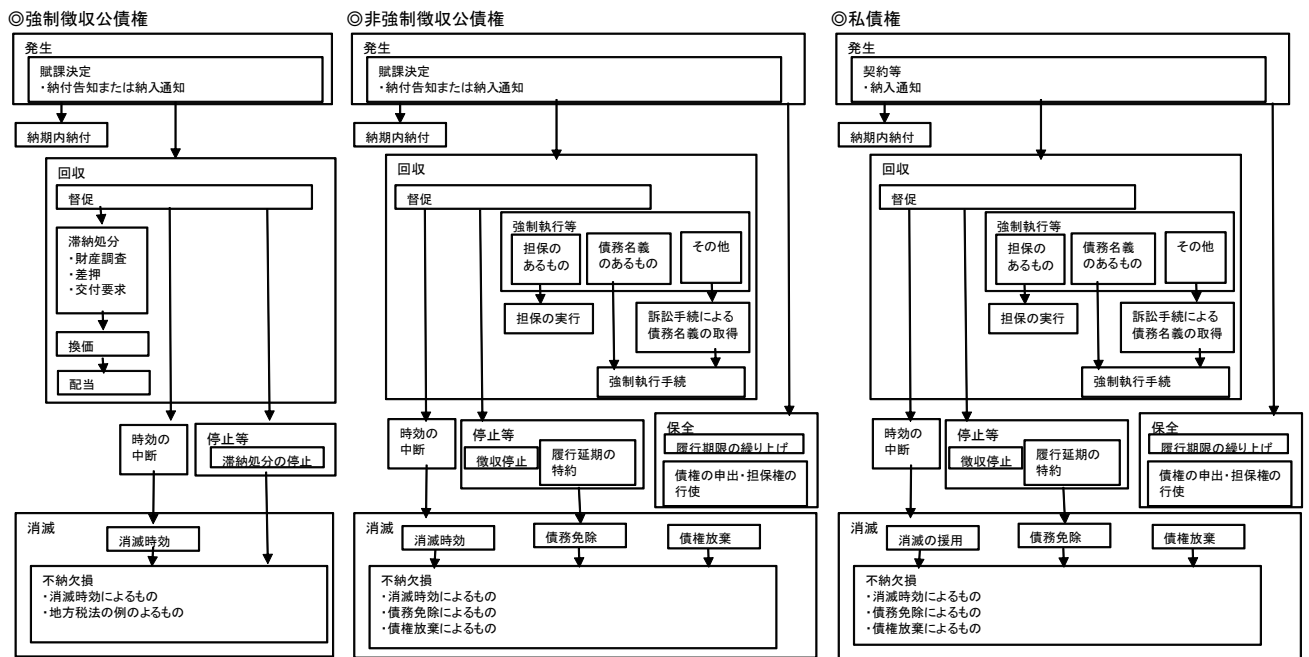 ◎強制徴収公債権
発生
賦課決定
・納付告知または納入通知
納期内納付
回収
督促
滞納処分
・財産調査
・差押
・交付要求
換価
配当
時効の
中断
停止等
滞納処分の停止
消滅
消滅時効
不納欠損
・消滅時効によるもの
・地方税法の例のよるもの
◎非強制徴収公債権
発生
賦課決定
・納付告知または納入通知
納期内納付
回収
督促
強制執行等
担保の
あるもの
債務名義
のあるもの
その他
担保の実行
訴訟手続による
債務名義の取得
強制執行手続
時効の
中断
停止等
徴収停止
履行延期の
特約
保全
履行期限の繰り上げ
債権の申出・担保権の
行使
消滅
消滅時効
債務免除
債権放棄
不納欠損
・消滅時効によるもの
・債務免除によるもの
・債権放棄によるもの
◎私債権
発生
契約等
・納入通知
納期内納付
回収
督促
強制執行等
担保の
あるもの
債務名義
のあるもの
その他
担保の実行
訴訟手続による
債務名義の取得
強制執行手続
時効の
中断
停止等
徴収停止
履行延期の
特約
保全
履行期限の繰り上げ
債権の申出・担保権の
行使
消滅
消滅の援用
債務免除
債権放棄
不納欠損
・消滅時効によるもの
・債務免除によるもの
・債権放棄によるもの